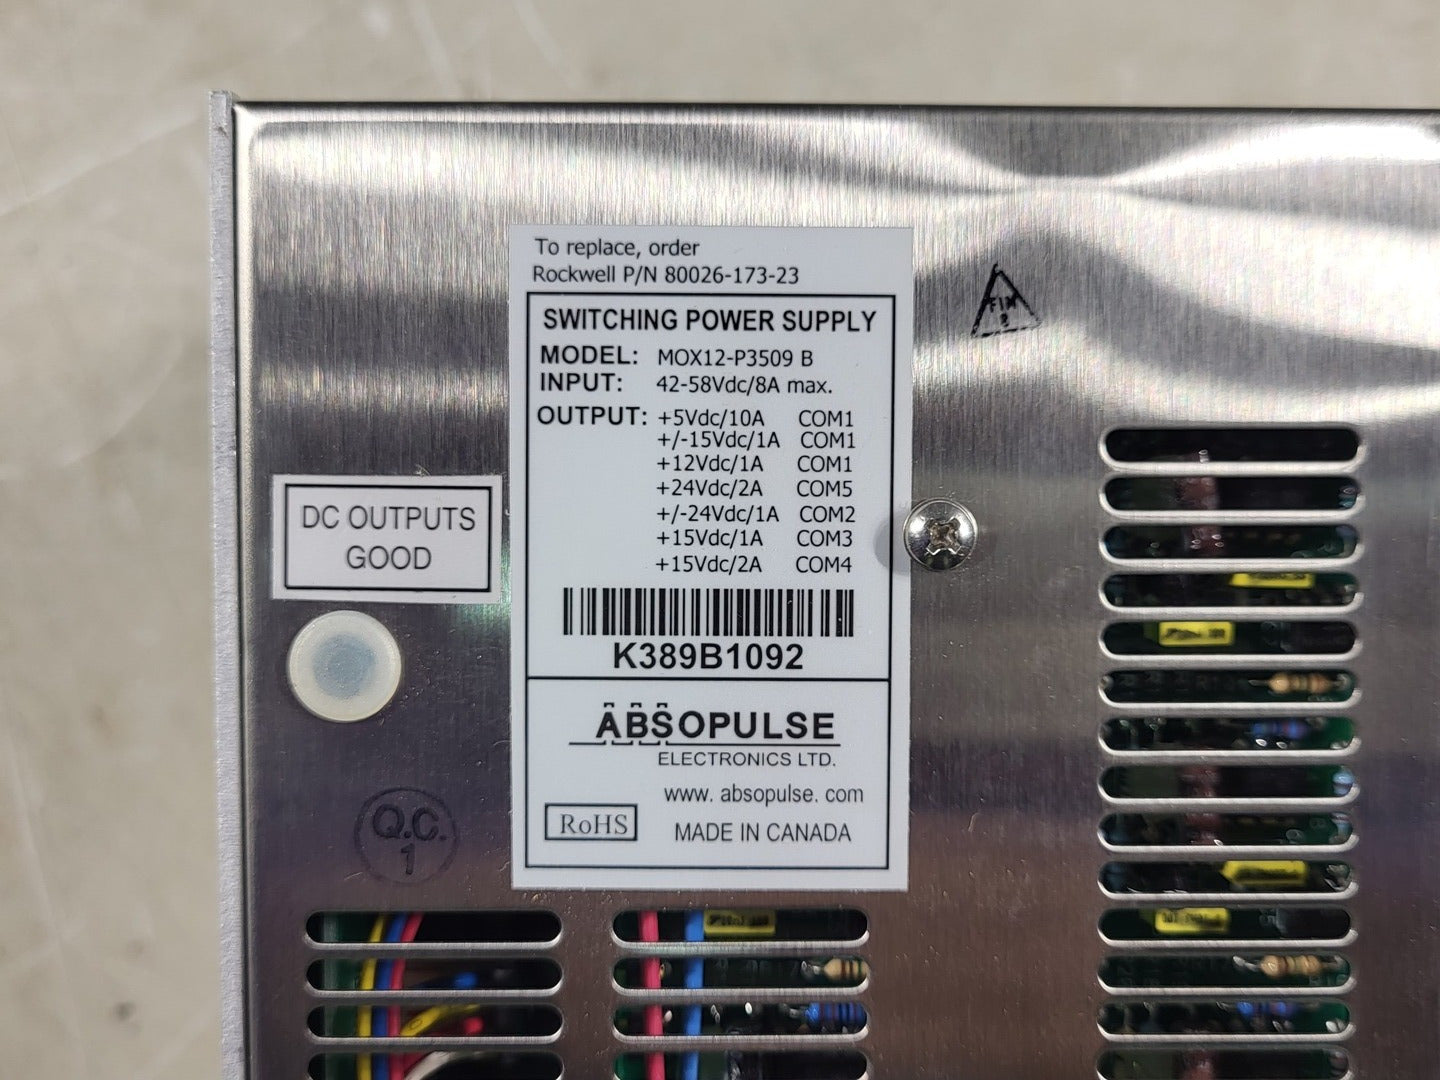 To replace, order
Rockwell P/N 80026-173-23
SWITCHING POWER SUPPLY
MODEL: MOX12-P3509 B
INPUT: 42-58Vdc/8A max.
OUTPUT: +5Vdc/10A COM1
+/-15Vdc/1A COM1
+12Vdc/1A COM1
+24Vdc/2A COM5
+/-24Vdc/1A COM2
+15Vdc/1A COM3
+15Vdc/2A COM4
K389B1092
ABSOPULSE
ELECTRONICS LTD.
www. absopulse. com
RoHS MADE IN CANADA
DC OUTPUTS
GOOD
Q.C.
1
FIN